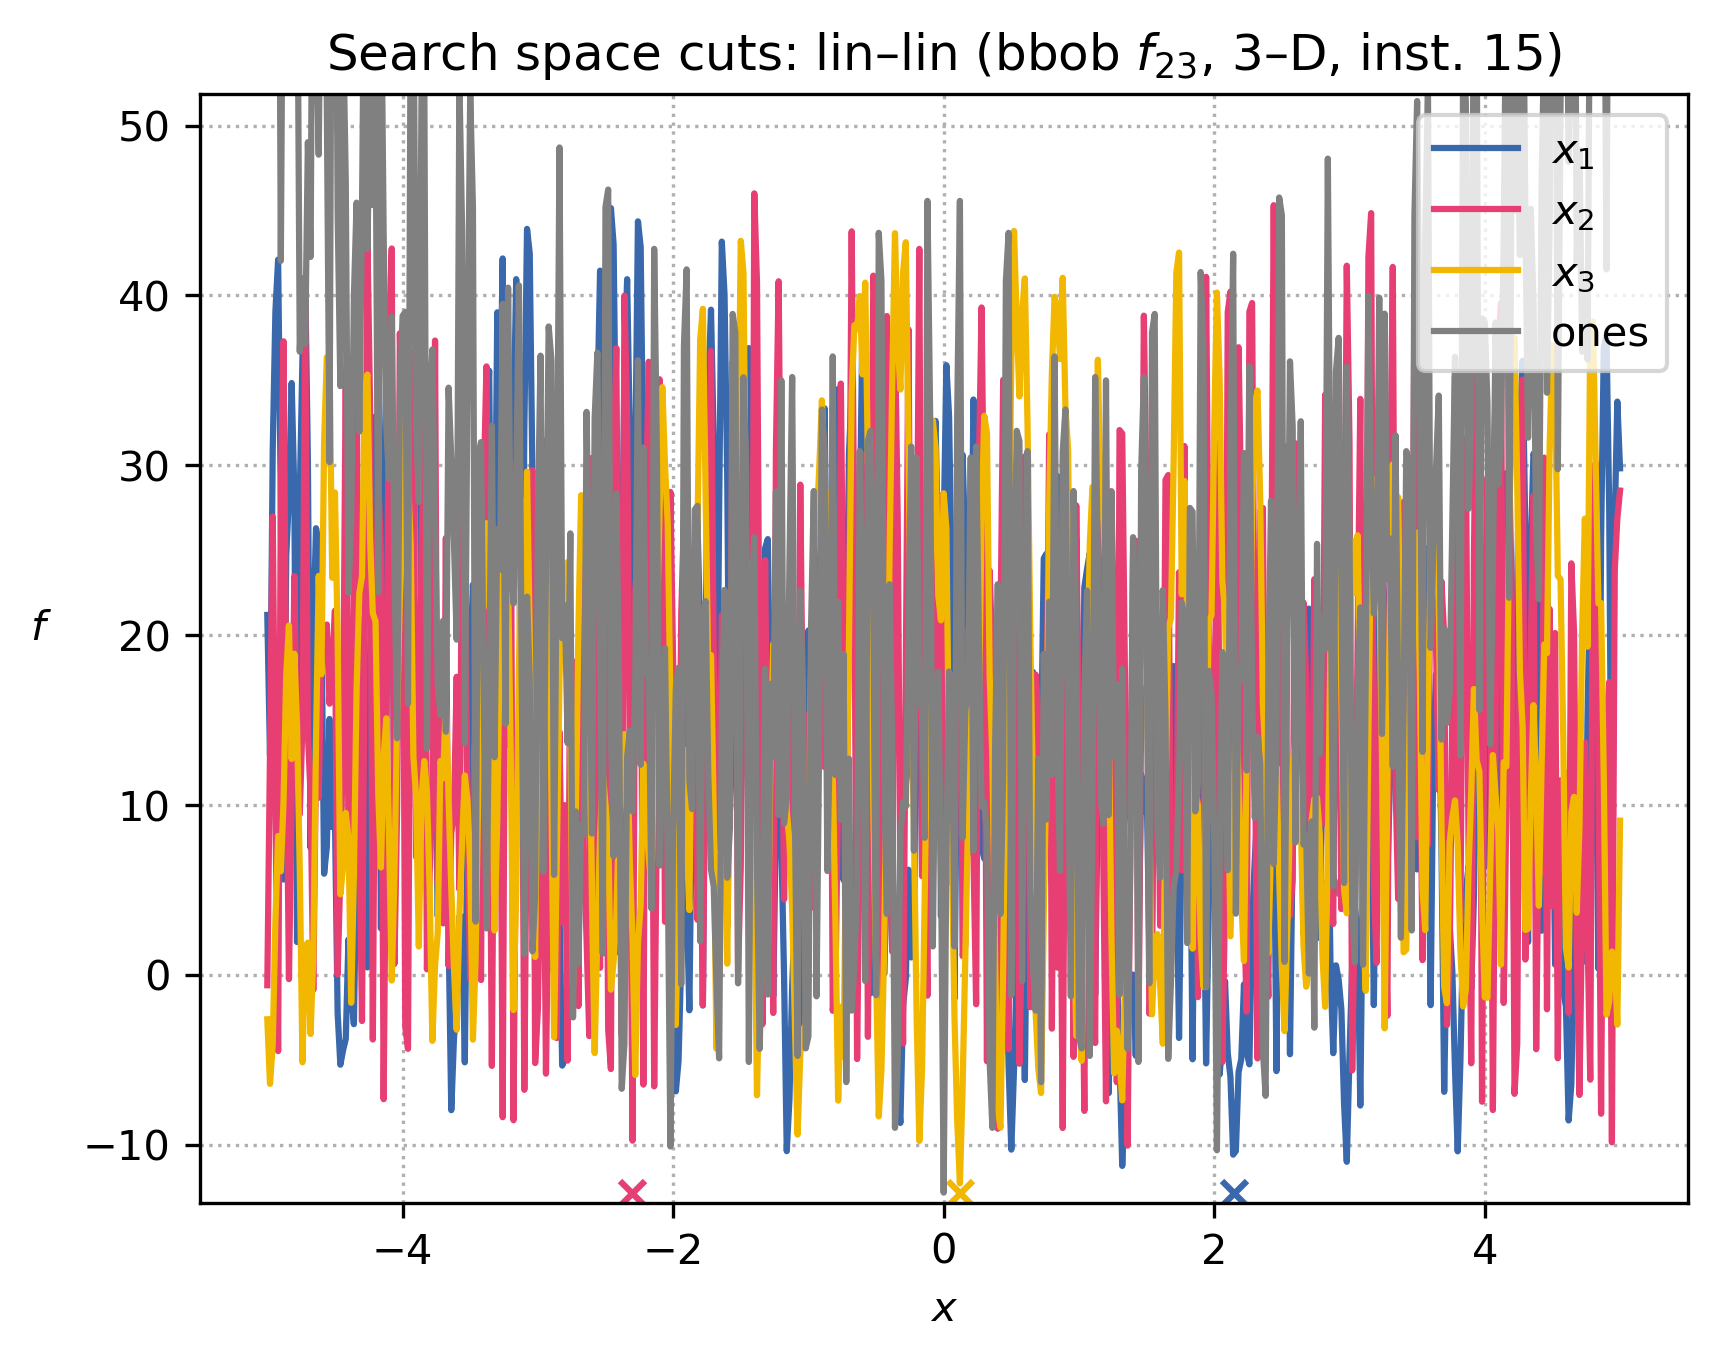 Search space cuts: lin–lin (bbob f₂₃, 3–D, inst. 15)
50
40
30
20
10
0
−10
f
x₁
x₂
x₃
ones
−4
−2
0
2
4
x